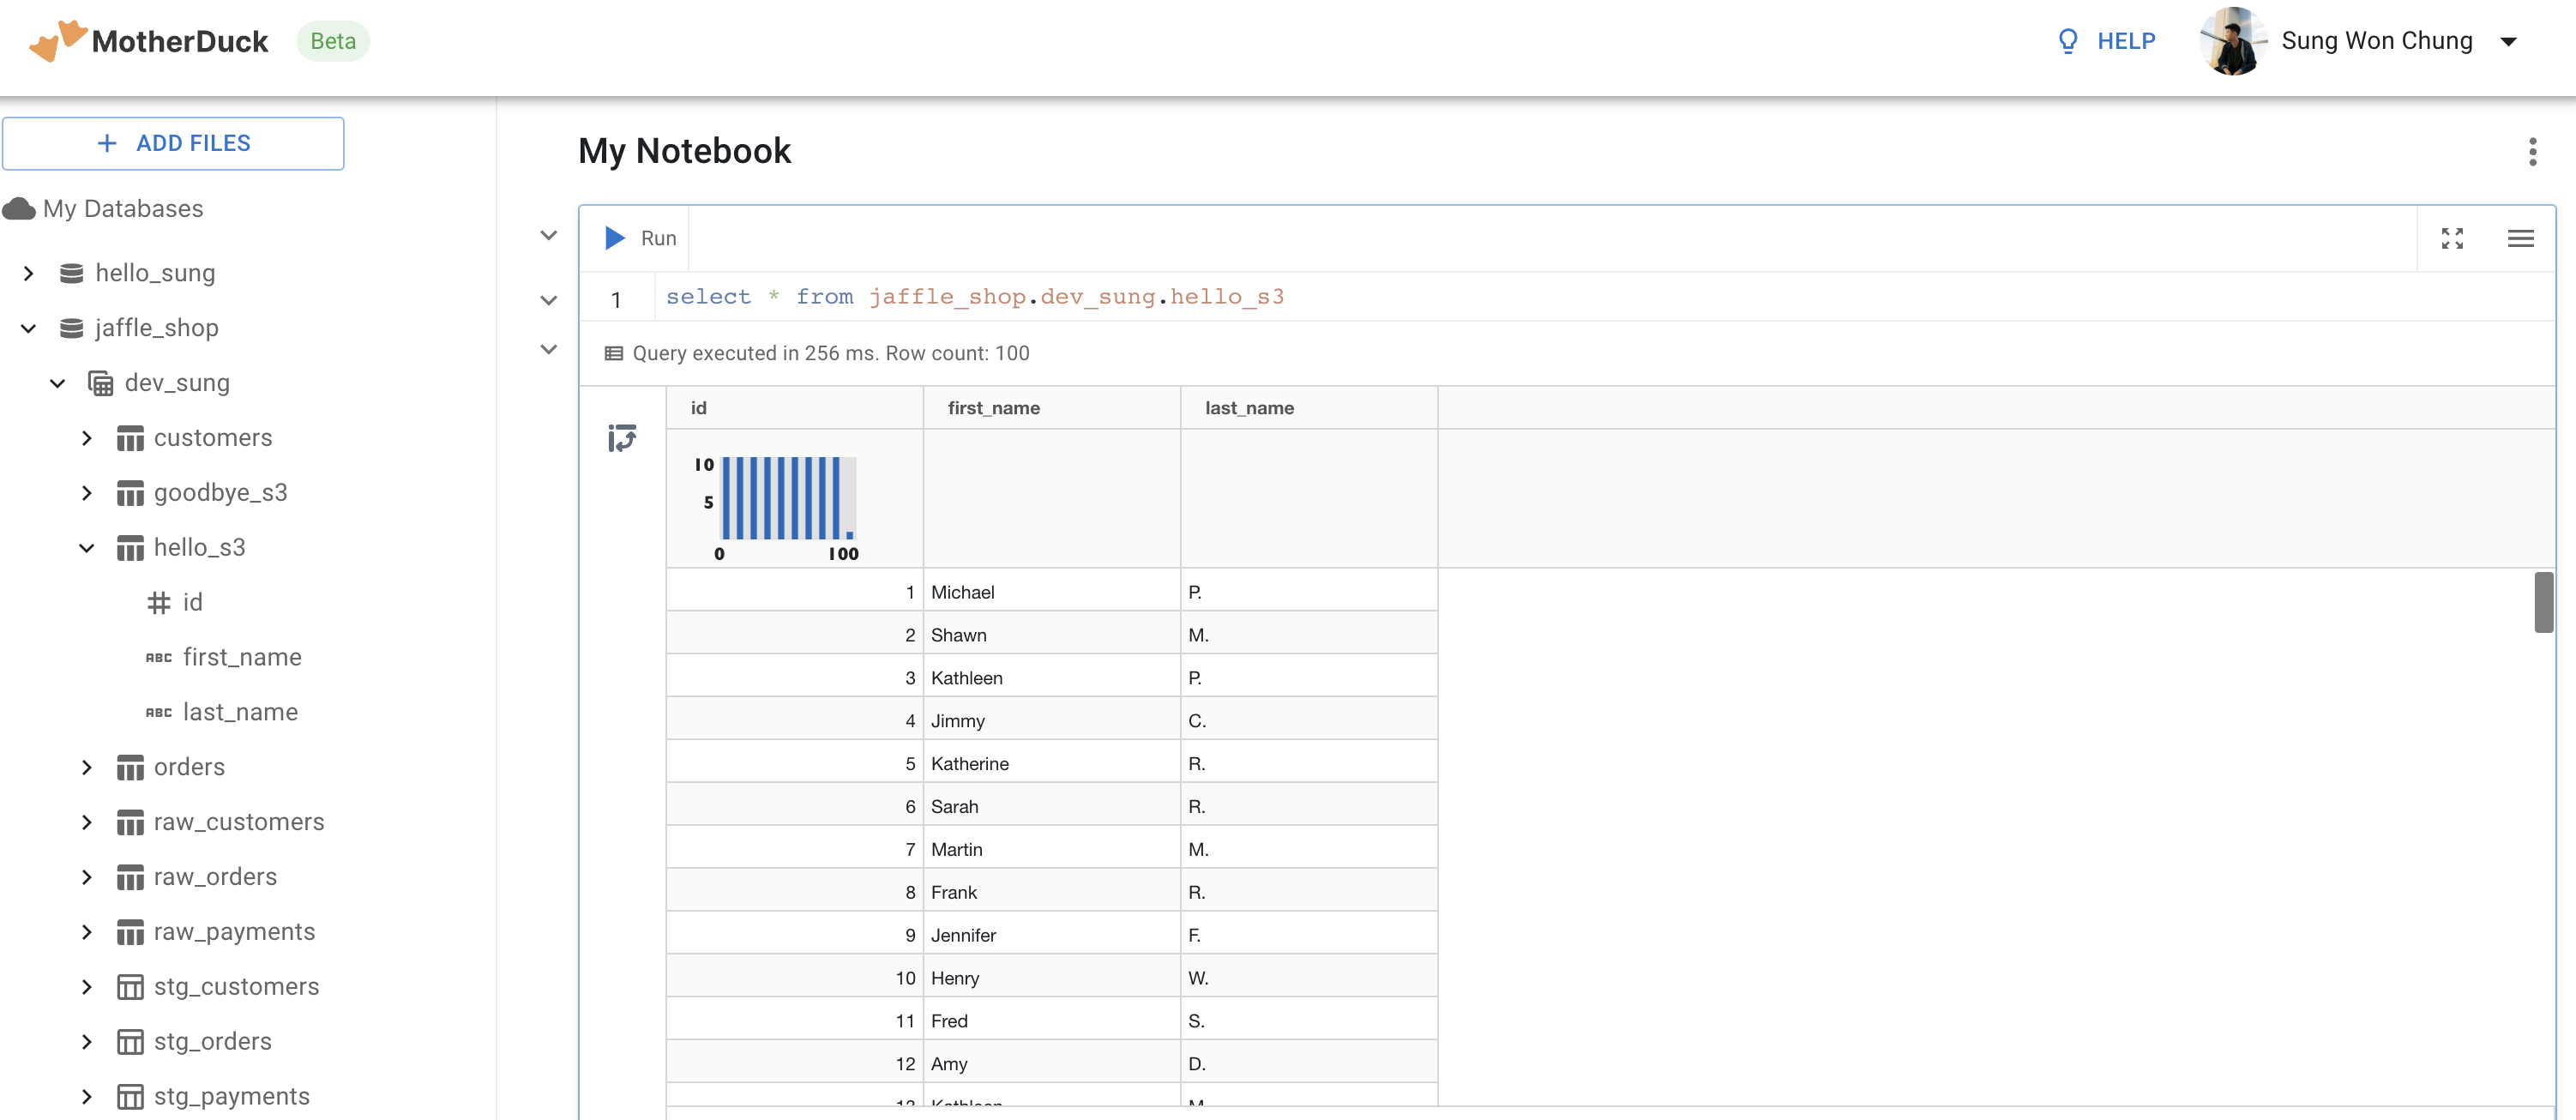 MotherDuck Beta
HELP Sung Won Chung
ADD FILES
My Databases
hello_sung
jaffle_shop
dev_sung
customers
goodbye_s3
hello_s3
id
ABC first_name
ABC last_name
orders
raw_customers
raw_orders
raw_payments
stg_customers
stg_orders
stg_payments
My Notebook
Run
1 select * from jaffle_shop.dev_sung.hello_s3
Query executed in 256 ms. Row count: 100
id first_name last_name
10
5
0 100
1 Michael P.
2 Shawn M.
3 Kathleen P.
4 Jimmy C.
5 Katherine R.
6 Sarah R.
7 Martin M.
8 Frank R.
9 Jennifer F.
10 Henry W.
11 Fred S.
12 Amy D.
13 Kathleen M.